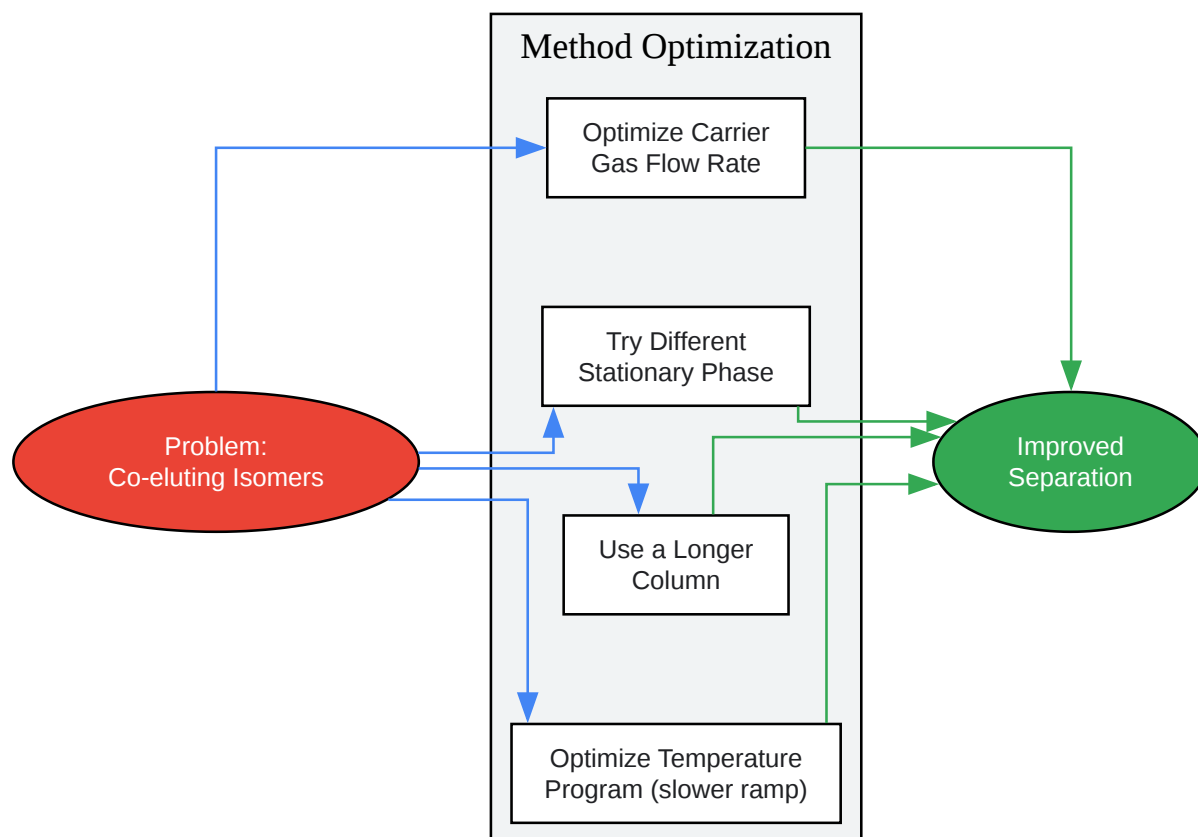 Method Optimization
Optimize Carrier
Gas Flow Rate
Try Different
Stationary Phase
Problem:
Co-eluting Isomers
Improved
Separation
Use a Longer
Column
Optimize Temperature
Program (slower ramp)